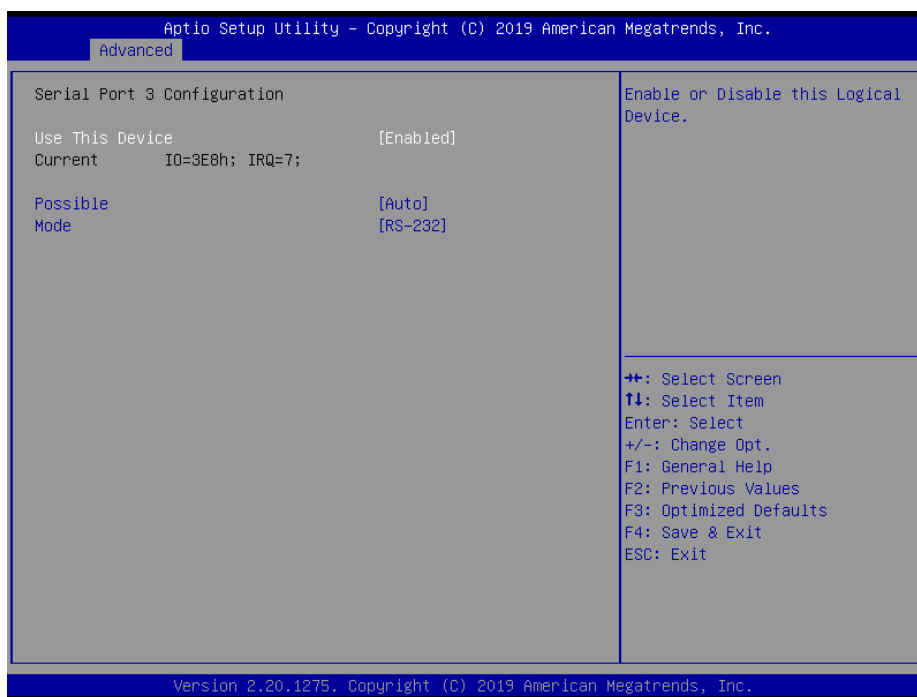 Aptio Setup Utility – Copyright (C) 2019 American Megatrends, Inc.
Advanced
Serial Port 3 Configuration
Use This Device [Enabled]
Current IO=3E8h; IRQ=7;
Possible [Auto]
Mode [RS-232]
Enable or Disable this Logical
Device.
→←: Select Screen
↑↓: Select Item
Enter: Select
+/-: Change Opt.
F1: General Help
F2: Previous Values
F3: Optimized Defaults
F4: Save & Exit
ESC: Exit
Version 2.20.1275. Copyright (C) 2019 American Megatrends, Inc.